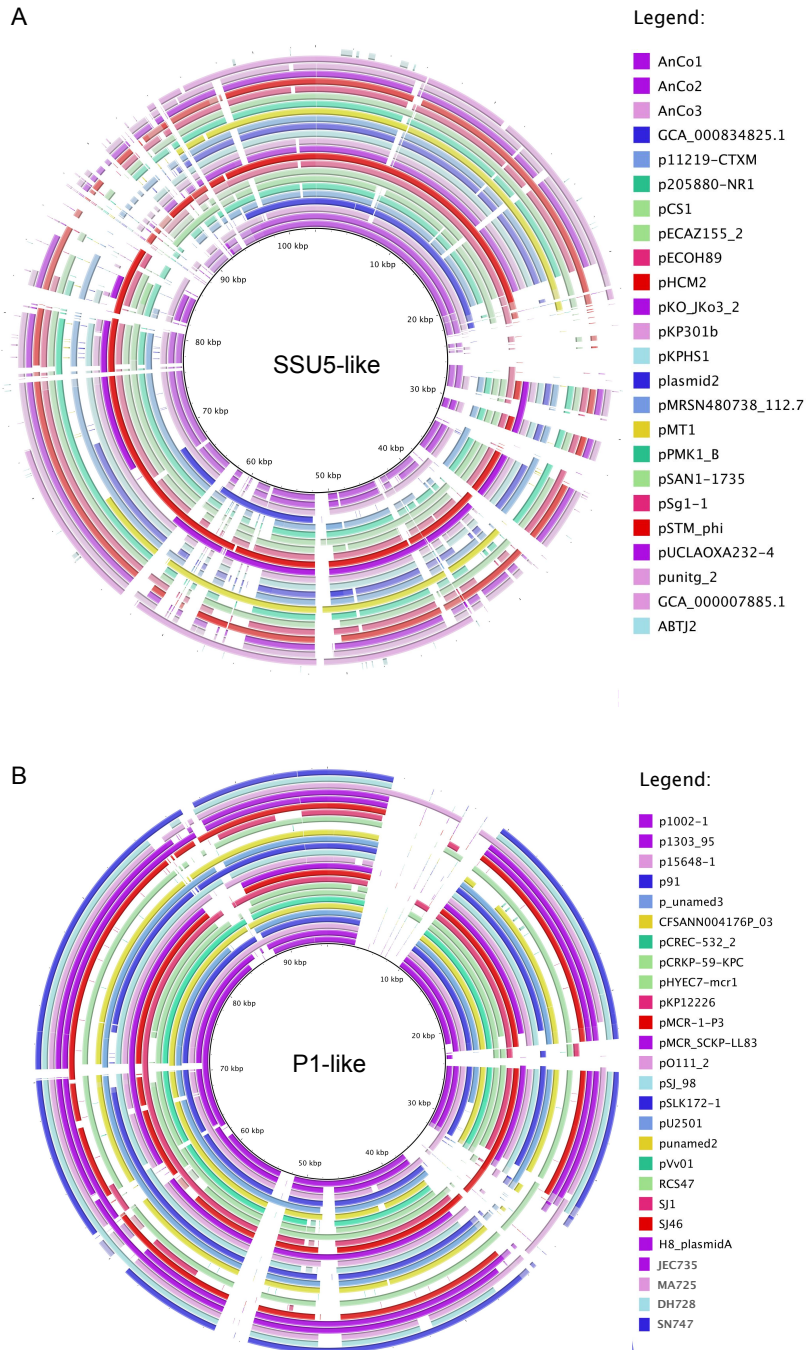 A
Legend:
AnCo1
AnCo2
AnCo3
GCA_000834825.1
p11219-CTXM
p205880-NR1
pCS1
pECAZ155_2
pECOH89
pHCM2
pKO_JKo3_2
pKP301b
pKPHS1
plasmid2
pMRSN480738_112.7
pMT1
pPMK1_B
pSAN1-1735
pSg1-1
pSTM_phi
pUCLAOXA232-4
punitg_2
GCA_000007885.1
ABTJ2
100 kbp
10 kbp
90 kbp
20 kbp
80 kbp
SSU5-like
30 kbp
70 kbp
40 kbp
60 kbp
50 kbp
B
Legend:
p1002-1
p1303_95
p15648-1
p91
p_unamed3
CFSANN004176P_03
pCREC-532_2
pCRKP-59-KPC
pHYEC7-mcr1
pKP12226
pMCR-1-P3
pMCR_SCKP-LL83
pO111_2
pSJ_98
pSLK172-1
pU2501
punamed2
pVv01
RCS47
SJ1
SJ46
H8_plasmidA
JEC735
MA725
DH728
SN747
90 kbp
10 kbp
80 kbp
20 kbp
70 kbp
P1-like
30 kbp
60 kbp
40 kbp
50 kbp